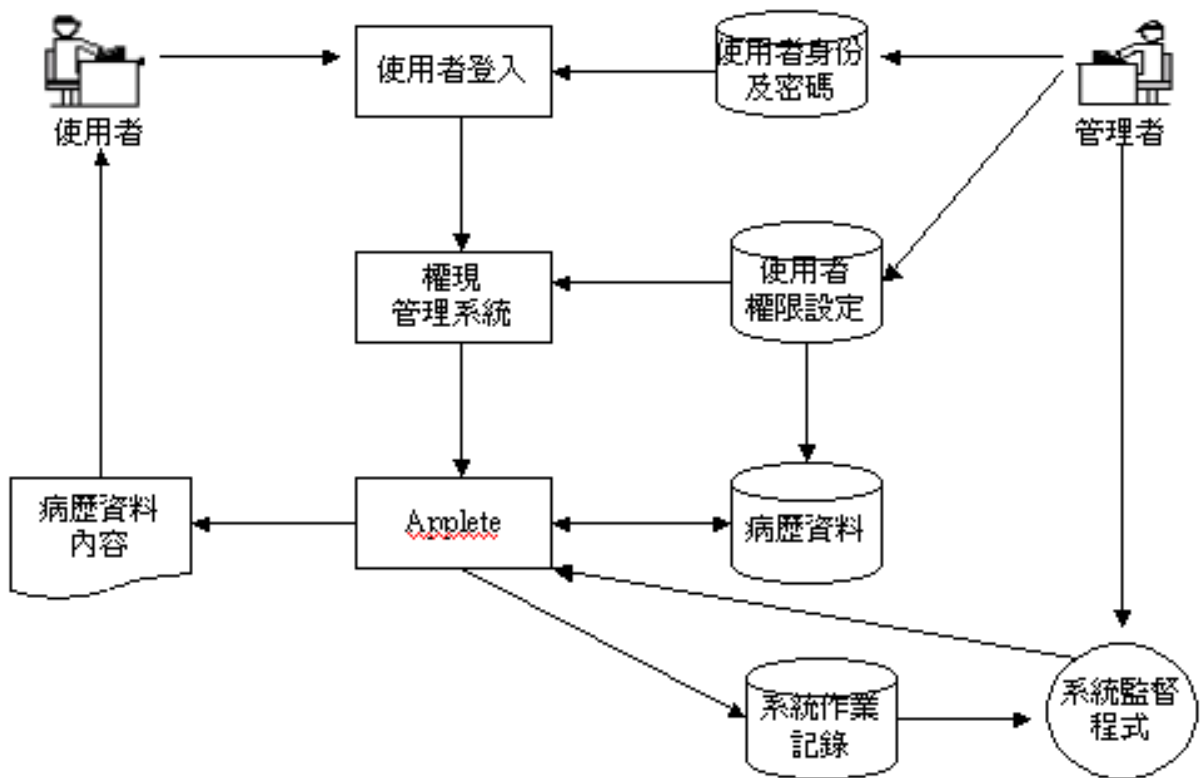 使用者
使用者登入
使用者身份
及密碼
管理者
權現
管理系統
使用者
權限設定
病歷資料
內容
Applete
病歷資料
系統作業
記錄
系統監督
程式